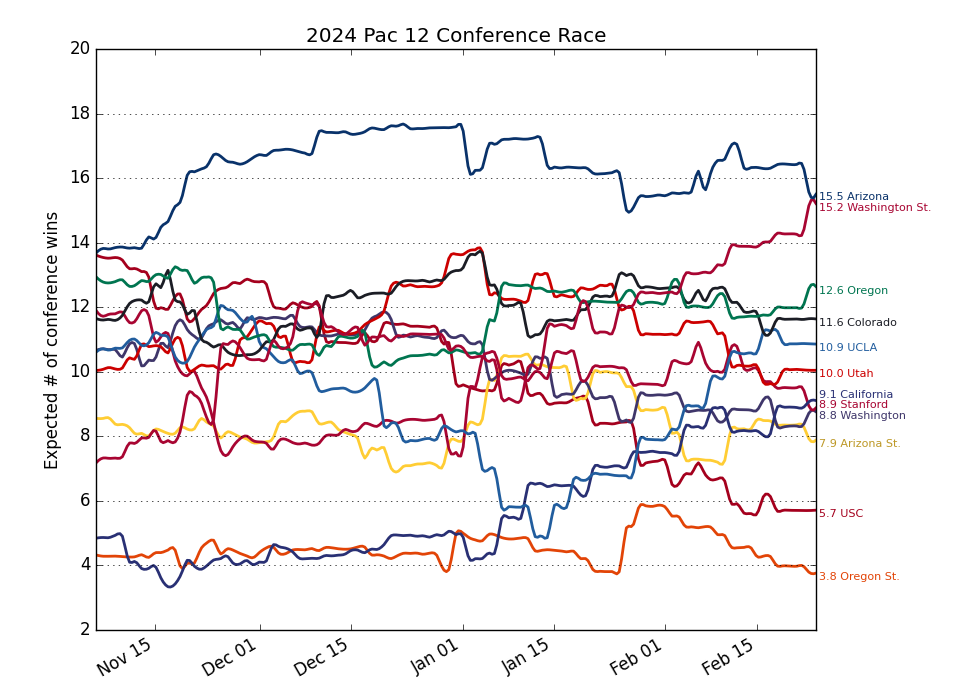 2024 Pac 12 Conference Race
Expected # of conference wins
20
18
16
14
12
10
8
6
4
2
Nov 15
Dec 01
Dec 15
Jan 01
Jan 15
Feb 01
Feb 15
15.5 Arizona
15.2 Washington St.
12.6 Oregon
11.6 Colorado
10.9 UCLA
10.0 Utah
9.1 California
8.9 Stanford
8.8 Washington
7.9 Arizona St.
5.7 USC
3.8 Oregon St.